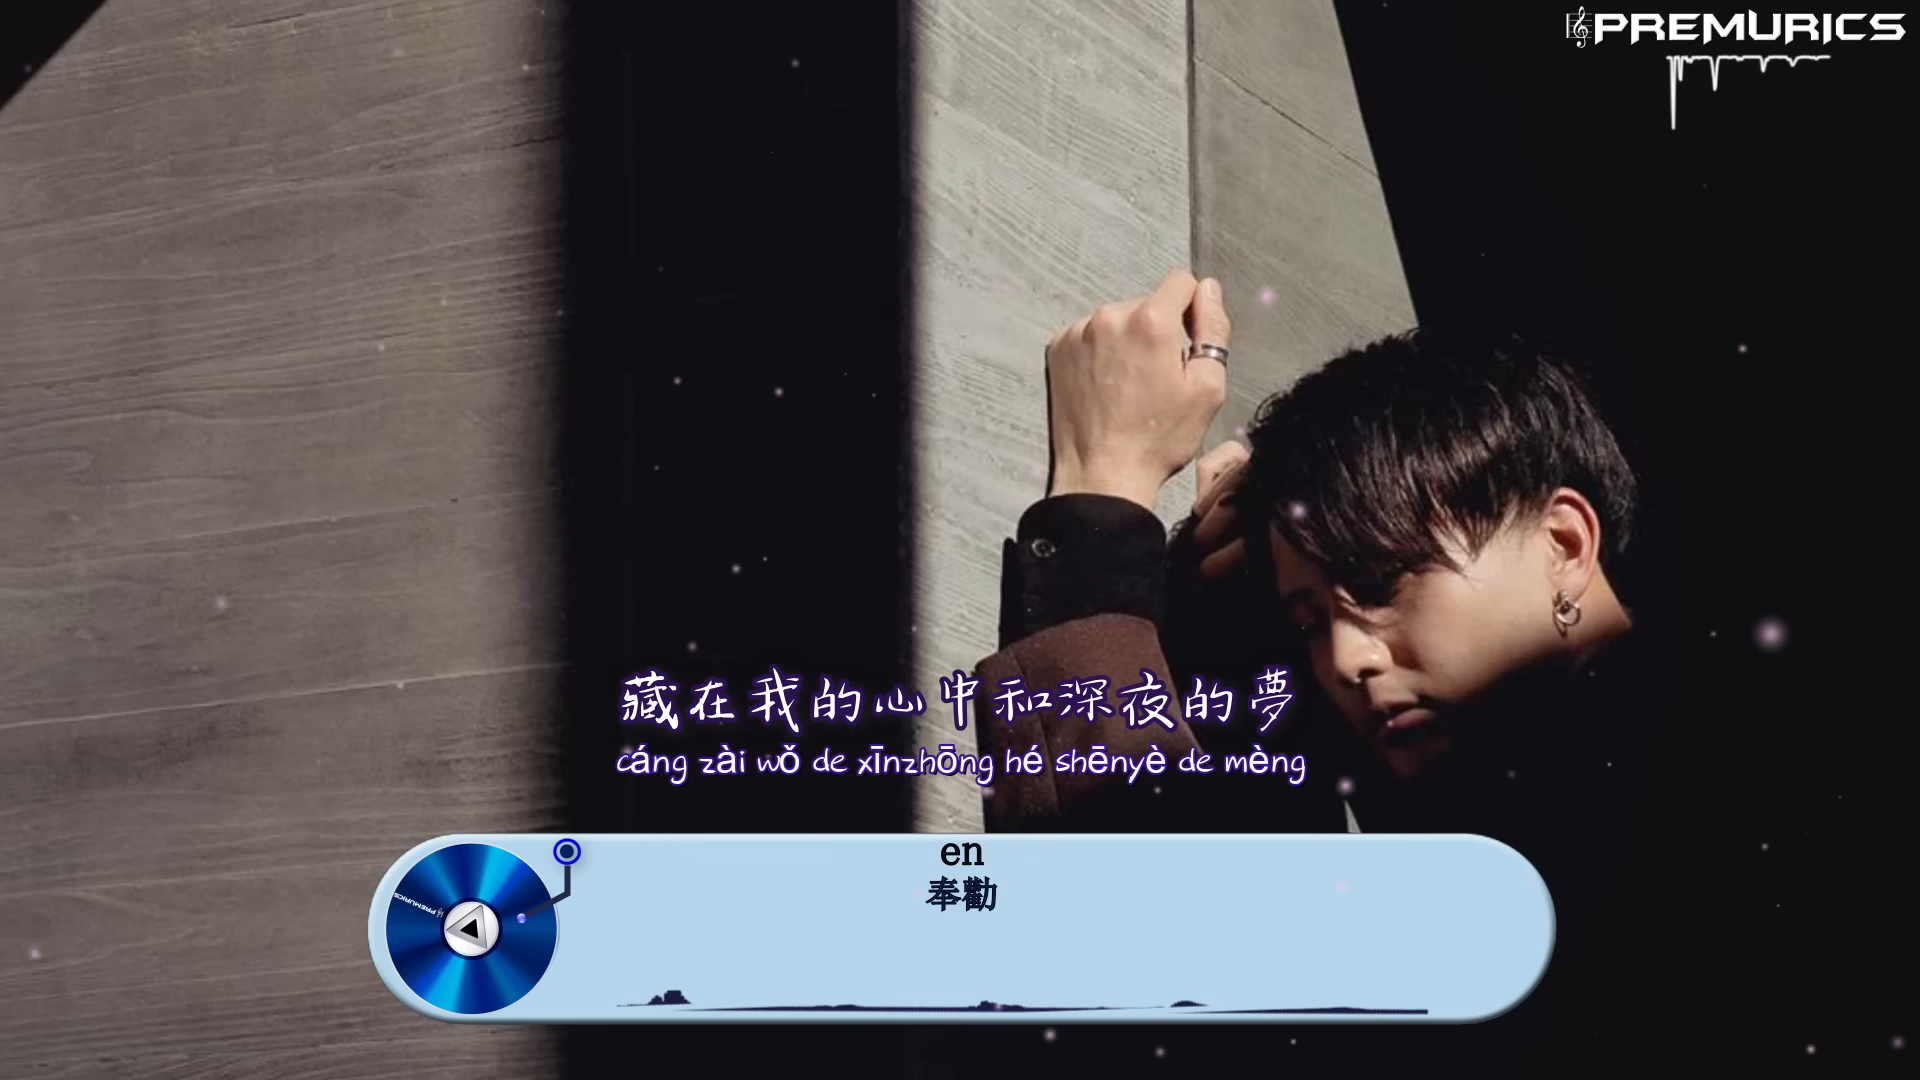 PREMURICS
藏在我的心中和深夜的夢
cáng zài wǒ de xīnzhōng hé shēnyè de mèng
en
奉勸
PREMURICS